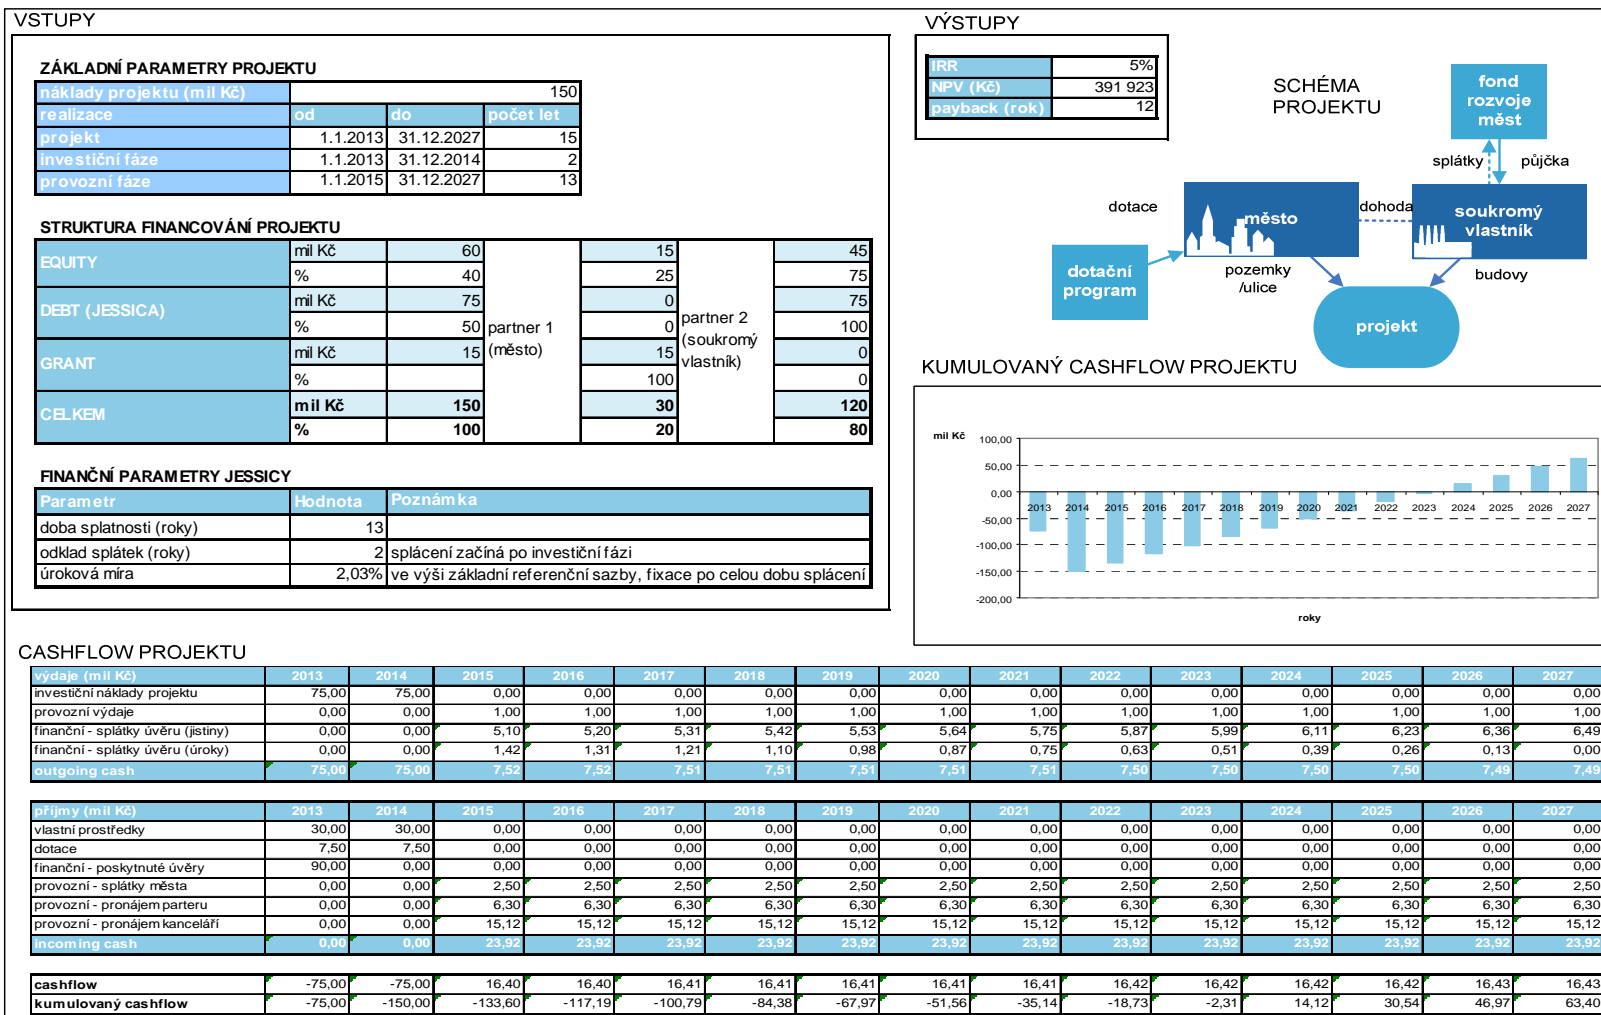 VSTUPY
ZÁKLADNÍ PARAMETRY PROJEKTU
náklady projektu (mil Kč) 150
realizace od do počet let
projekt 1.1.2013 31.12.2027 15
investiční fáze 1.1.2013 31.12.2014 2
provozní fáze 1.1.2015 31.12.2027 13
STRUKTURA FINANCOVÁNÍ PROJEKTU
EQUITY mil Kč 60 15 45
% 40 25 75
DEBT (JESSICA) mil Kč 75 0 75
% 50 0 100
GRANT mil Kč 15 15 0
% 100 0
CELKEM mil Kč 150 30 120
% 100 20 80
partner 1
(město)
partner 2
(soukromý
vlastník)
FINANČNÍ PARAMETRY JESSICY
Parametr Hodnota Poznámka
doba splatnosti (roky) 13
odklad splátek (roky) 2 splácení začíná po investiční fázi
úroková míra 2,03% ve výši základní referenční sazby, fixace po celou dobu splácení
VÝSTUPY
IRR 5%
NPV (Kč) 391 923
payback (rok) 12
SCHÉMA
PROJEKTU
fond
rozvoje
měst
splátky půjčka
dotace
město
dohoda
soukromý
vlastník
dotační
program
pozemky
/ulice
budovy
projekt
KUMULOVANÝ CASHFLOW PROJEKTU
mil Kč
100,00
50,00
0,00
-50,00
-100,00
-150,00
-200,00
2013 2014 2015 2016 2017 2018 2019 2020 2021 2022 2023 2024 2025 2026 2027
roky
CASHFLOW PROJEKTU
výdaje (mil Kč) 2013 2014 2015 2016 2017 2018 2019 2020 2021 2022 2023 2024 2025 2026 2027
investiční náklady projektu 75,00 75,00 0,00 0,00 0,00 0,00 0,00 0,00 0,00 0,00 0,00 0,00 0,00 0,00 0,00
provozní výdaje 0,00 0,00 1,00 1,00 1,00 1,00 1,00 1,00 1,00 1,00 1,00 1,00 1,00 1,00 1,00
finanční - splátky úvěru (jistiny) 0,00 0,00 5,10 5,20 5,31 5,42 5,53 5,64 5,75 5,87 5,99 6,11 6,23 6,36 6,49
finanční - splátky úvěru (úroky) 0,00 0,00 1,42 1,31 1,21 1,10 0,98 0,87 0,75 0,63 0,51 0,39 0,26 0,13 0,00
outgoing cash 75,00 75,00 7,52 7,52 7,51 7,51 7,51 7,51 7,51 7,50 7,50 7,50 7,50 7,49 7,49
příjmy (mil Kč) 2013 2014 2015 2016 2017 2018 2019 2020 2021 2022 2023 2024 2025 2026 2027
vlastní prostředky 30,00 30,00 0,00 0,00 0,00 0,00 0,00 0,00 0,00 0,00 0,00 0,00 0,00 0,00 0,00
dotace 7,50 7,50 0,00 0,00 0,00 0,00 0,00 0,00 0,00 0,00 0,00 0,00 0,00 0,00 0,00
finanční - poskytnuté úvěry 90,00 0,00 0,00 0,00 0,00 0,00 0,00 0,00 0,00 0,00 0,00 0,00 0,00 0,00 0,00
provozní - splátky města 0,00 0,00 2,50 2,50 2,50 2,50 2,50 2,50 2,50 2,50 2,50 2,50 2,50 2,50 2,50
provozní - pronájem parteru 0,00 0,00 6,30 6,30 6,30 6,30 6,30 6,30 6,30 6,30 6,30 6,30 6,30 6,30 6,30
provozní - pronájem kanceláří 0,00 0,00 15,12 15,12 15,12 15,12 15,12 15,12 15,12 15,12 15,12 15,12 15,12 15,12 15,12
incoming cash 0,00 0,00 23,92 23,92 23,92 23,92 23,92 23,92 23,92 23,92 23,92 23,92 23,92 23,92 23,92
cashflow -75,00 -75,00 16,40 16,40 16,41 16,41 16,41 16,41 16,41 16,42 16,42 16,42 16,42 16,43 16,43
kumulovaný cashflow -75,00 -150,00 -133,60 -117,19 -100,79 -84,38 -67,97 -51,56 -35,14 -18,73 -2,31 14,12 30,54 46,97 63,40